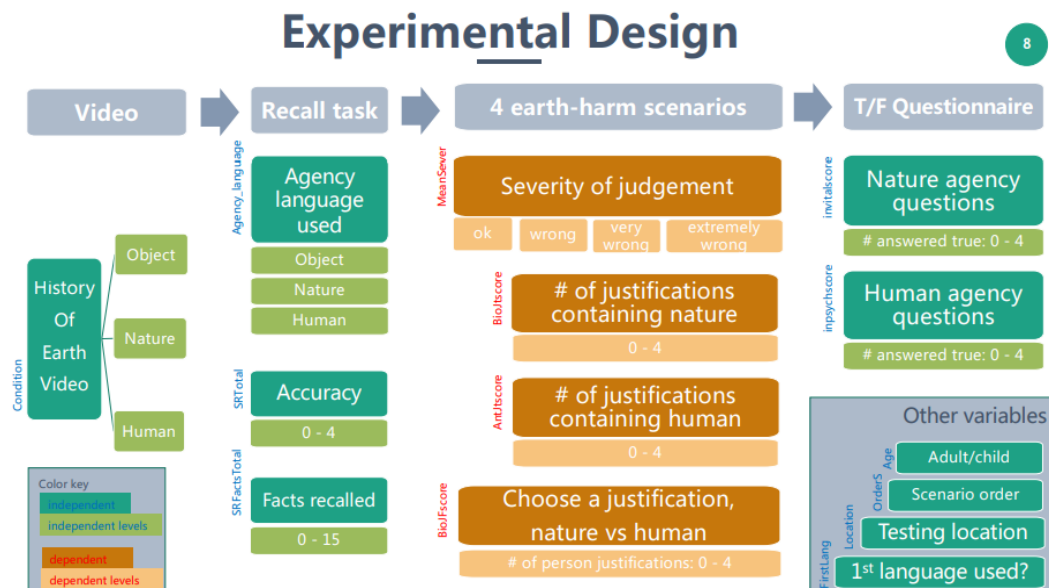 Experimental Design
8
Video
Recall task
4 earth-harm scenarios
T/F Questionnaire
Condition
History
Of
Earth
Video
Object
Nature
Human
Agency_language
Agency
language
used
Object
Nature
Human
SRTotal
Accuracy
0 - 4
SRFactsTotal
Facts recalled
0 - 15
MeanSewer
Severity of judgement
ok
wrong
very
wrong
extremely
wrong
BioJtscore
# of justifications
containing nature
0 - 4
AntJtscore
# of justifications
containing human
0 - 4
BioJFscore
Choose a justification,
nature vs human
# of person justifications: 0 - 4
invitalscore
Nature agency
questions
# answered true: 0 - 4
inpsychscore
Human agency
questions
# answered true: 0 - 4
Other variables
Age
Adult/child
OrderS
Scenario order
Location
Testing location
FirstLang
1st language used?
Color key
independent
independent levels
dependent
dependent levels